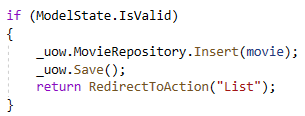 if (ModelState.IsValid)
{
    _uow.MovieRepository.Insert(movie);
    _uow.Save();
    return RedirectToAction("List");
}